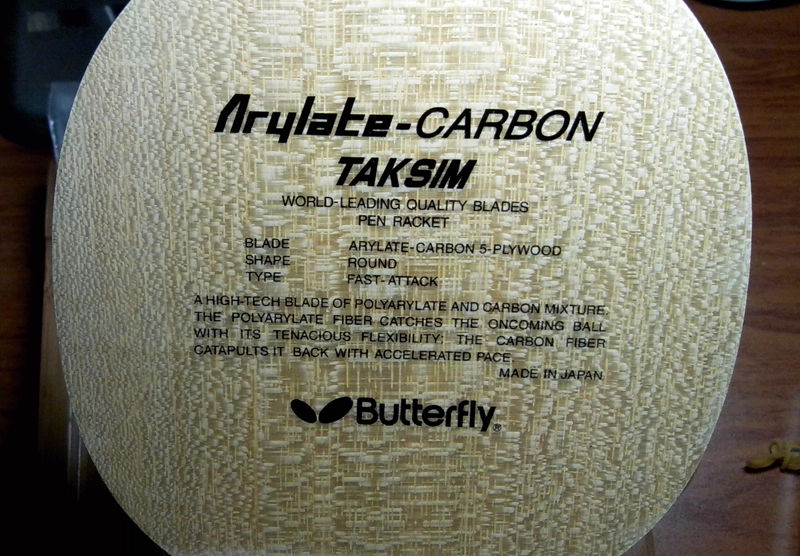 Arylate-CARBON
TAKSIM
WORLD-LEADING QUALITY BLADES
PEN RACKET
BLADE ARYLATE-CARBON 5-PLYWOOD
SHAPE ROUND
TYPE FAST-ATTACK
A HIGH-TECH BLADE OF POLYARYLATE AND CARBON MIXTURE.
THE POLYARYLATE FIBER CATCHES THE ONCOMING BALL
WITH ITS TENACIOUS FLEXIBILITY; THE CARBON FIBER
CATAPULTS IT BACK WITH ACCELERATED PACE.
MADE IN JAPAN
Butterfly®